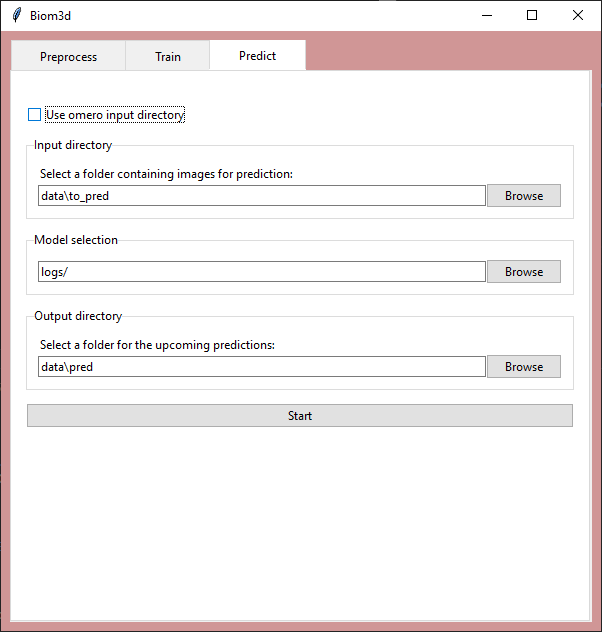 Biom3d
Preprocess Train Predict
Use omero input directory
Input directory
Select a folder containing images for prediction:
data\to_pred Browse
Model selection
logs/ Browse
Output directory
Select a folder for the upcoming predictions:
data\pred Browse
Start